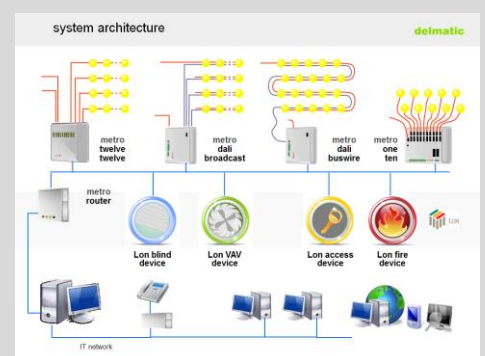 system architecture
delmatic
metro
twelve
twelve
metro
dali
broadcast
metro
dali
buswire
metro
one
ten
metro
router
Lon blind
device
Lon VAV
device
Lon access
device
Lon fire
device
LON
IT network